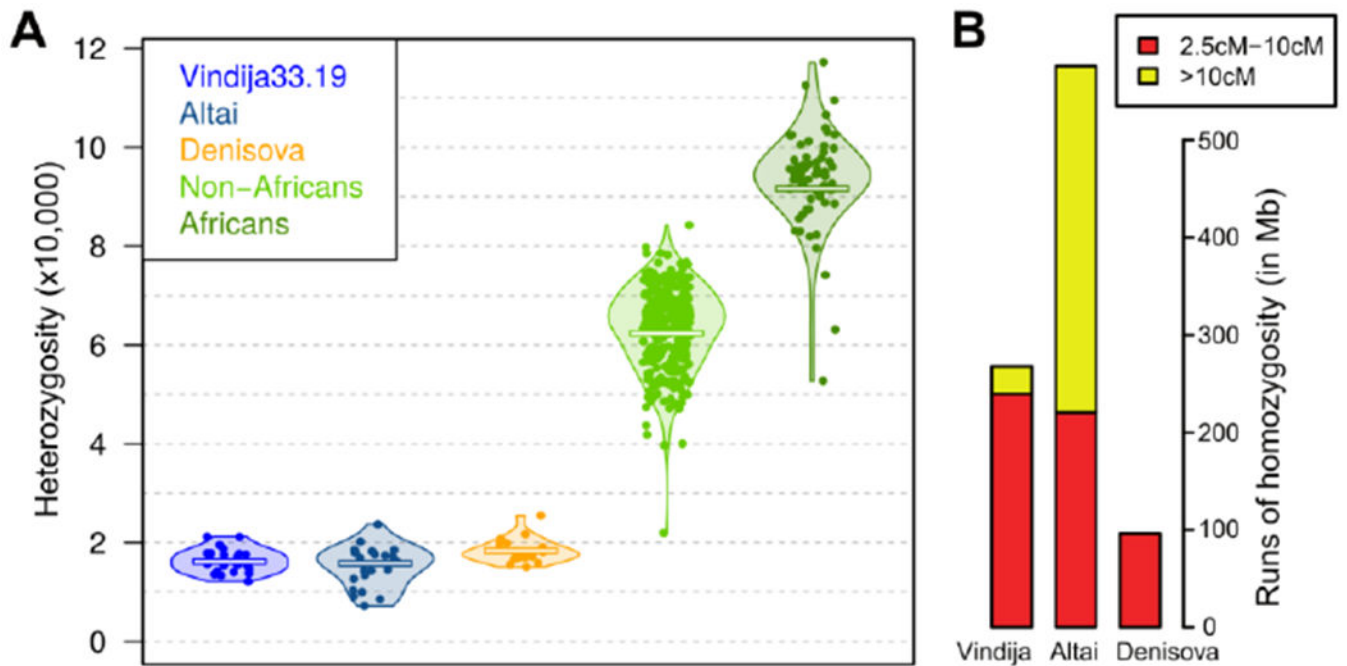 A
Heterozygosity (x10,000)
12
10
8
6
4
2
0
Vindija33.19
Altai
Denisova
Non-Africans
Africans
B
2.5cM-10cM
>10cM
500
400
300
200
100
0
Runs of homozygosity (in Mb)
Vindija Altai Denisova